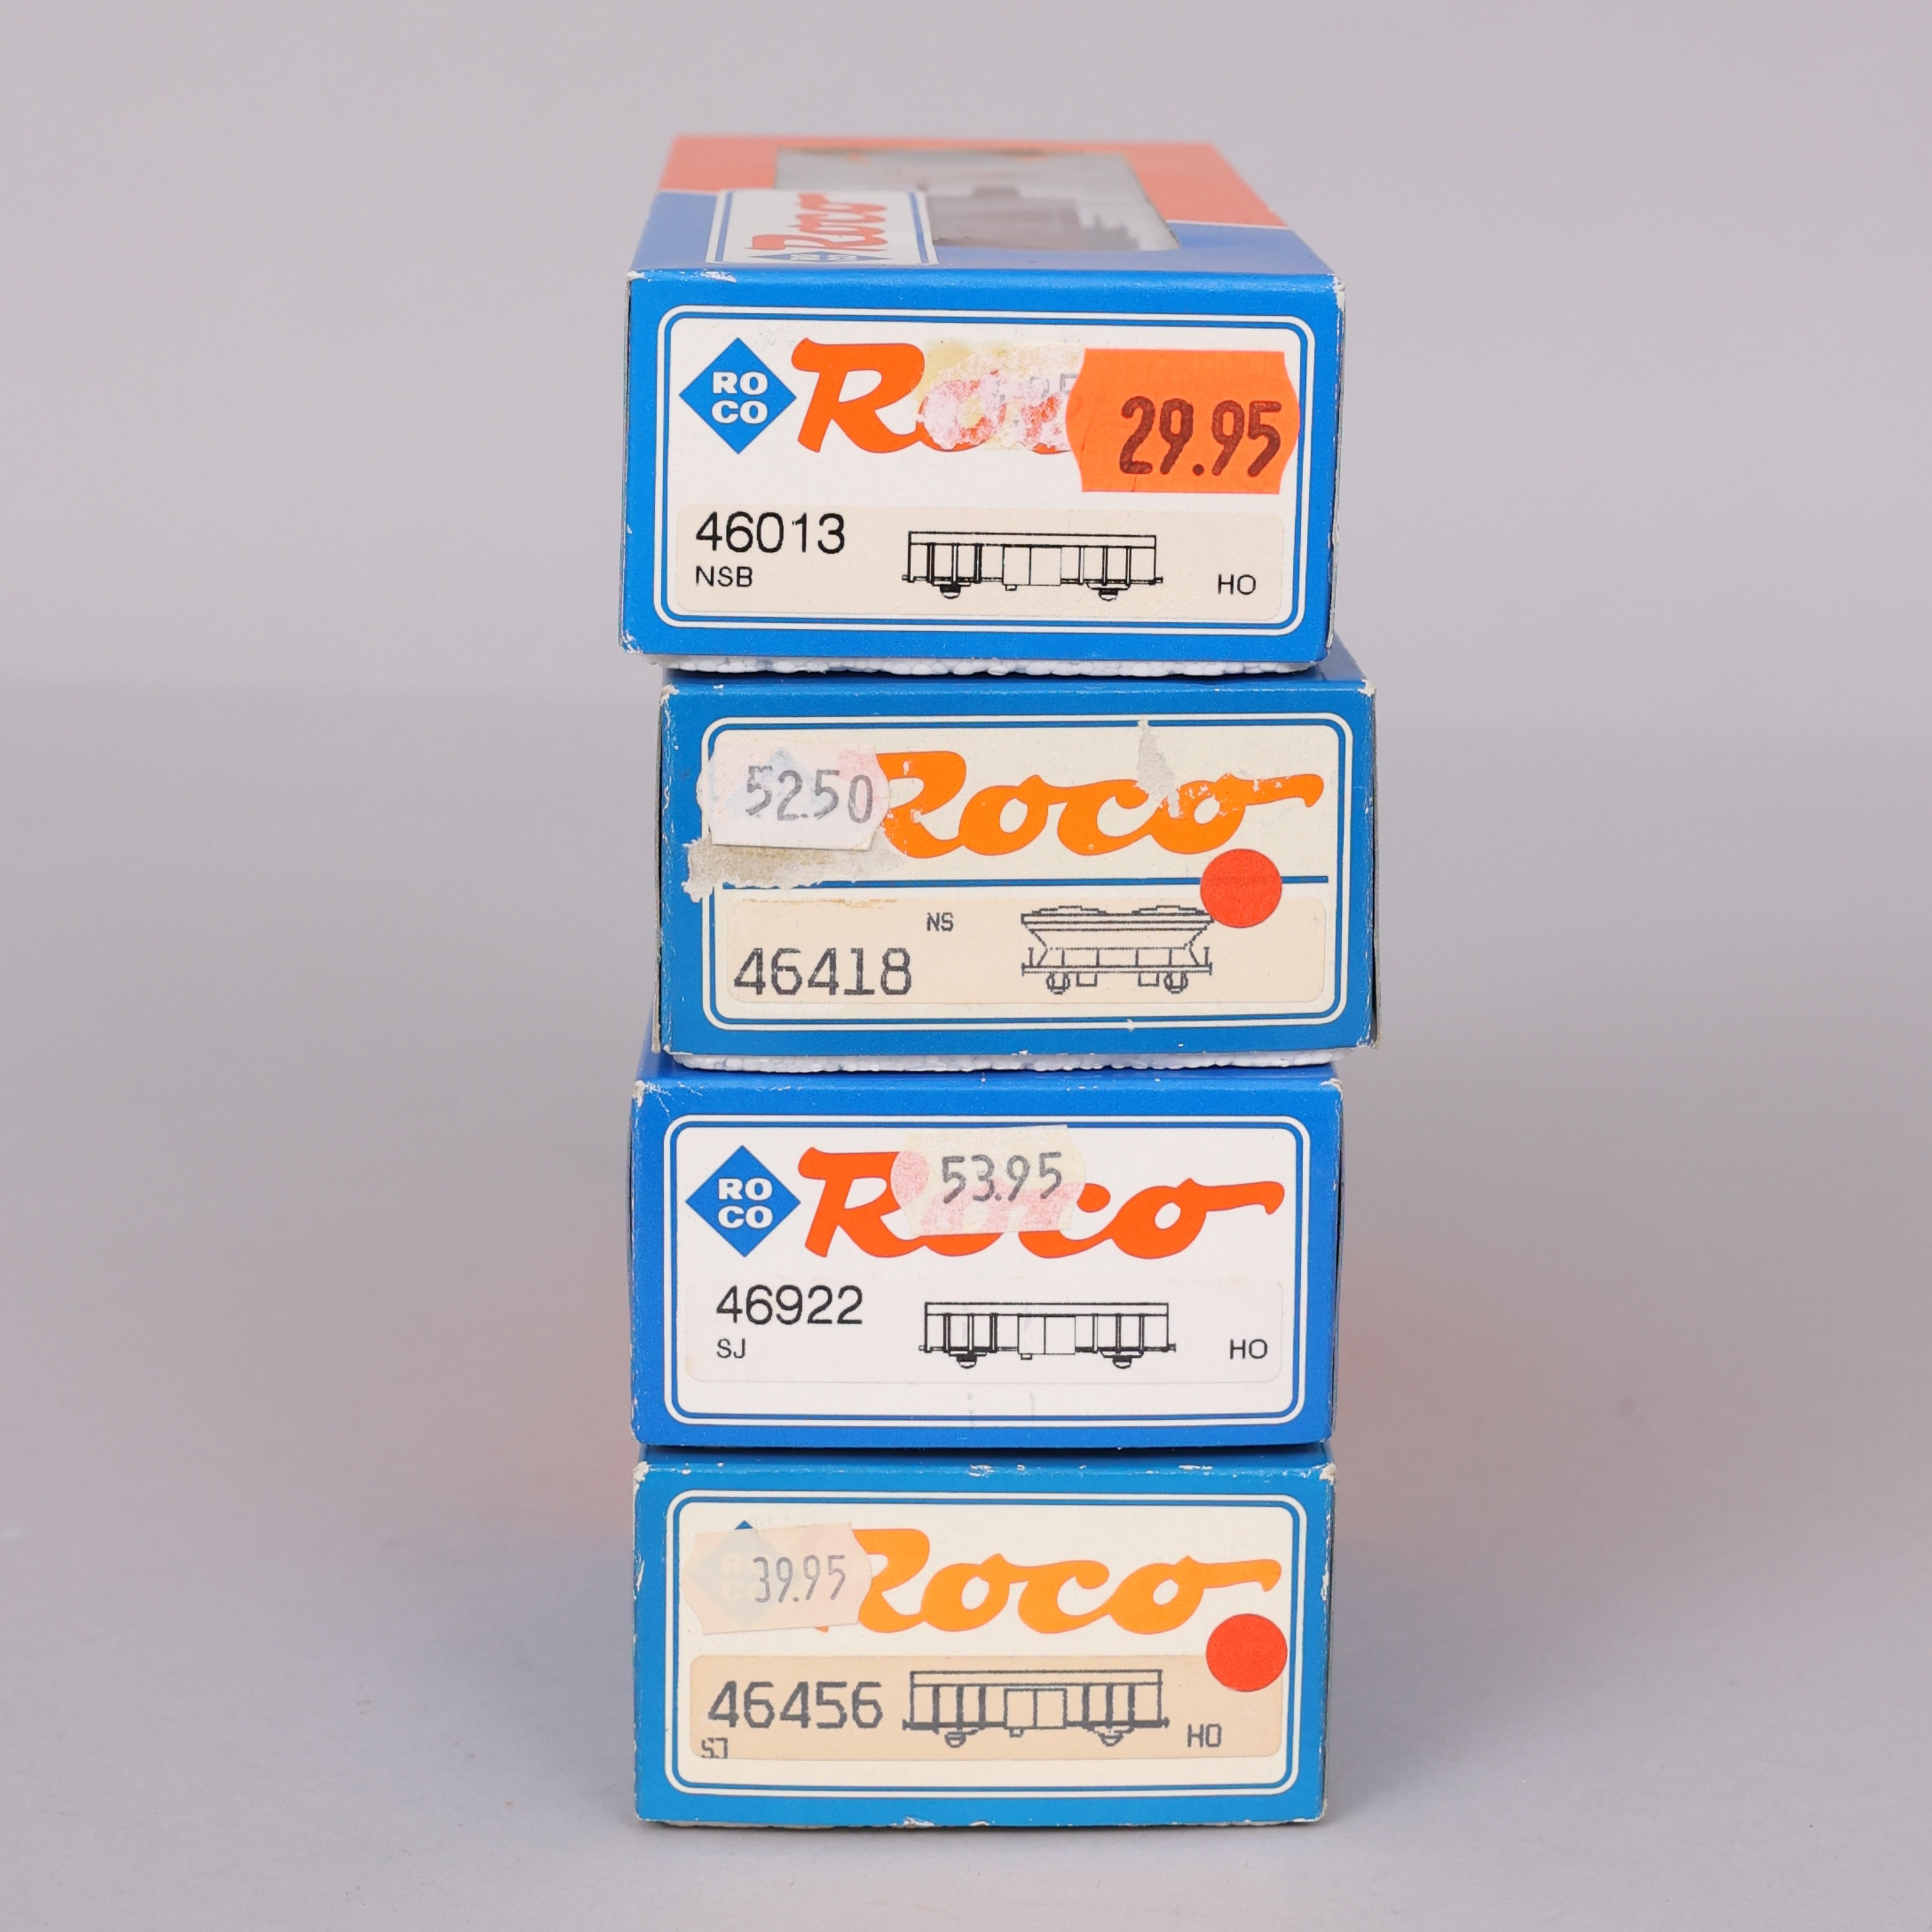 Roco
RO
CO
29.95
46013
NSB
HO
52.50
Roco
NS
46418
RO
CO
53.95
Roco
46922
SJ
HO
39.95
Roco
46456
SJ
HO